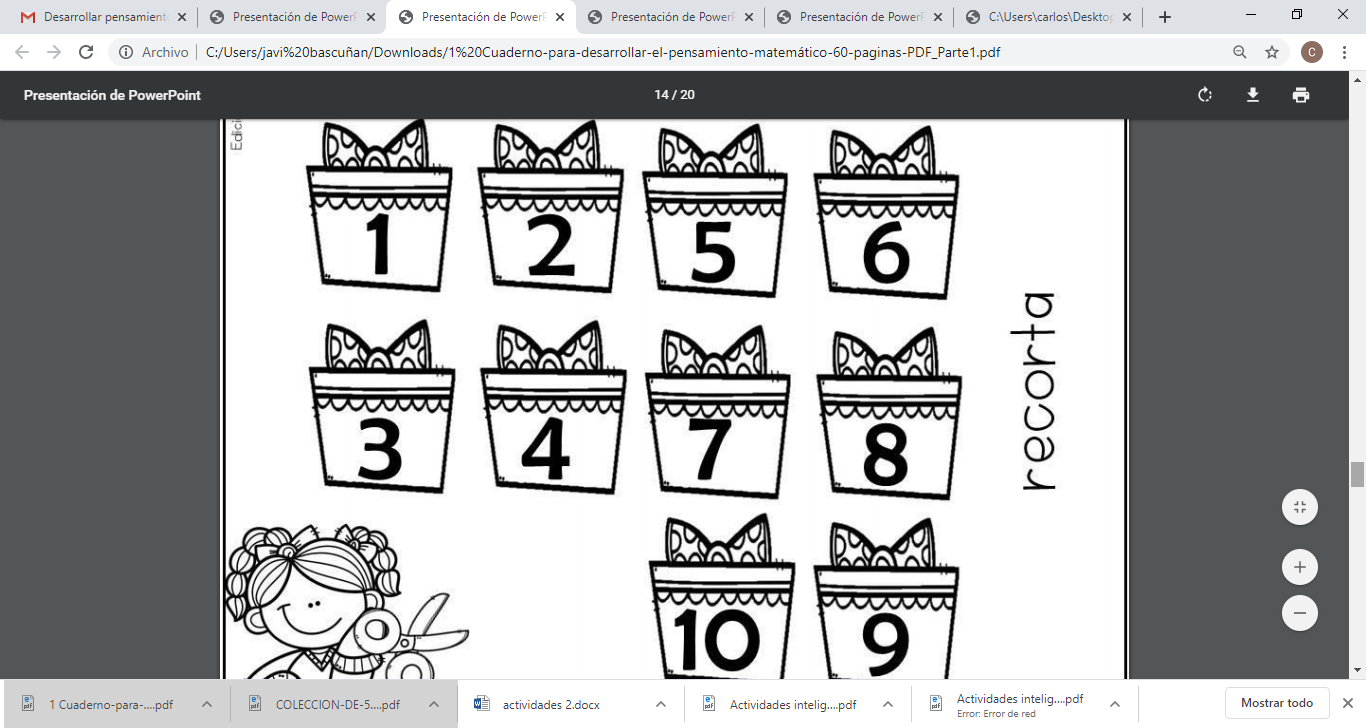 Desarrollar pensamient
Presentación de PowerP
Presentación de PowerP
Presentación de PowerP
Presentación de PowerP
C:\Users\carlos\Desktop
Archivo
C:/Users/javi%20bascuñan/Downloads/1%20Cuaderno-para-desarrollar-el-pensamiento-matemático-60-paginas-PDF_Parte1.pdf
C
Presentación de PowerPoint
14 / 20
Edici
1
2
5
6
recorta
3
4
7
8
10
9
1 Cuaderno-para-....pdf
COLECCION-DE-5....pdf
actividades 2.docx
Actividades intelig....pdf
Actividades intelig....pdf
Error: Error de red
Mostrar todo